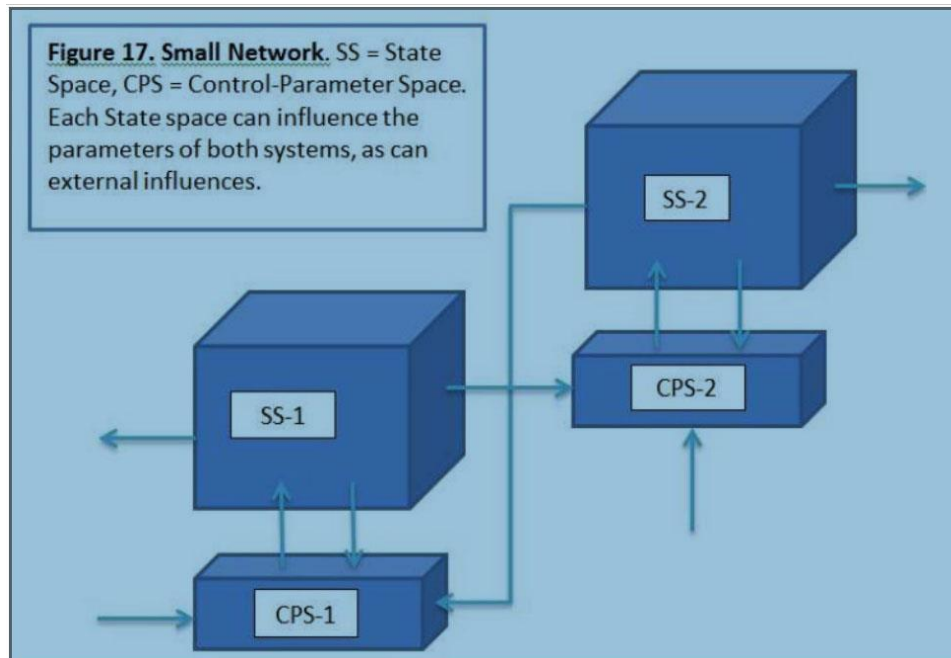 Figure 17. Small Network. SS = State
Space, CPS = Control-Parameter Space.
Each State space can influence the
parameters of both systems, as can
external influences.
SS-2
CPS-2
SS-1
CPS-1